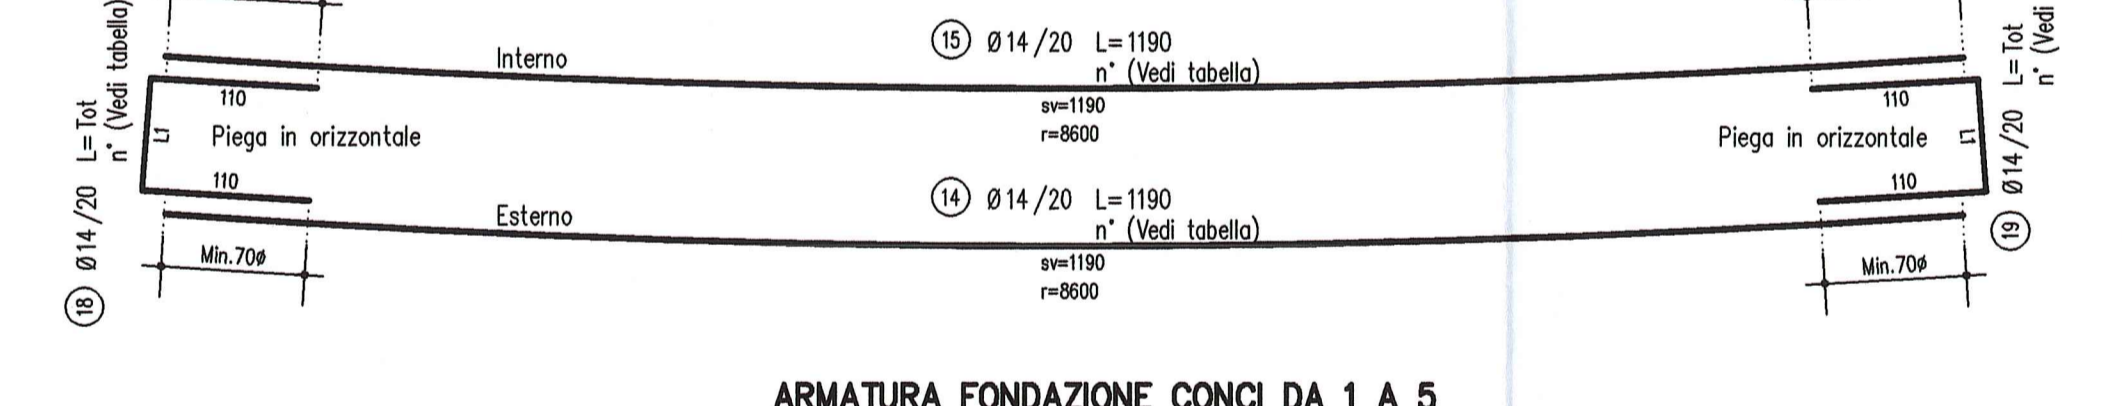 15 Ø14/20 L=1190
n° (Vedi tabella)
Interno
sv=1190
r=8600
110
L1
Piega in orizzontale
110
18 Ø14/20 L=Tot
n° (Vedi tabella)
110
Piega in orizzontale
L1
110
19 Ø14/20 L=Tot
n° (Vedi
14 Ø14/20 L=1190
n° (Vedi tabella)
Esterno
sv=1190
r=8600
Min.70ø
Min.70ø
ARMATURA FONDAZIONE CONCI DA 1 A 5